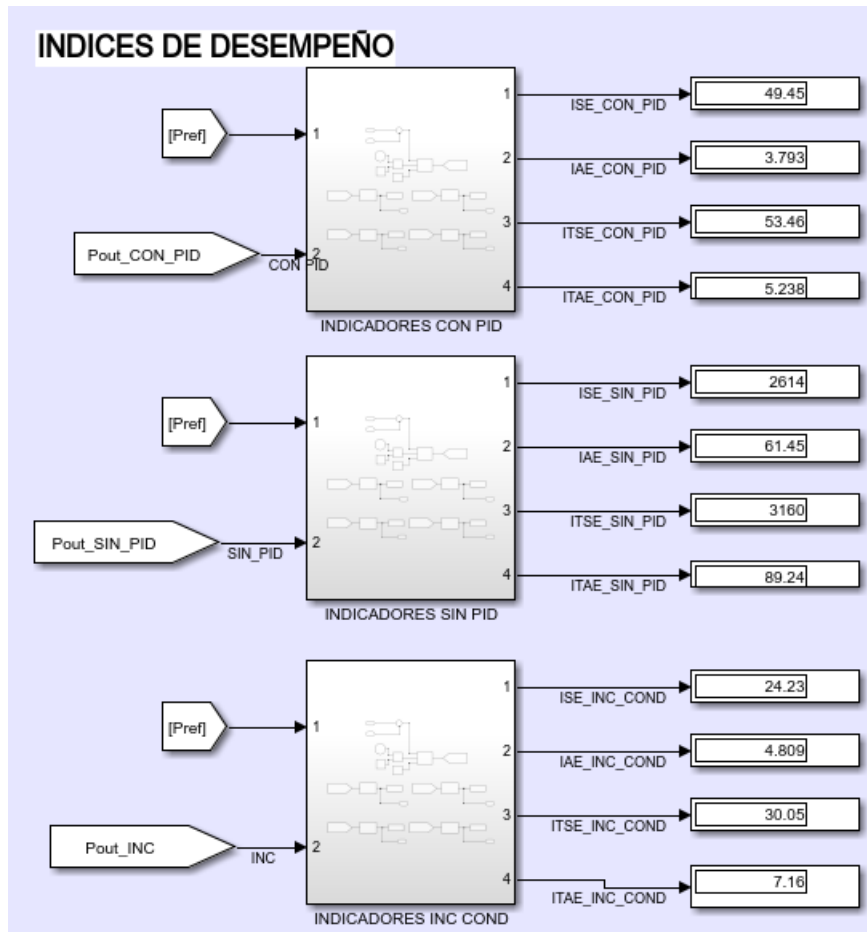 INDICES DE DESEMPEÑO
[Pref]
1
Pout_CON_PID
CON PID
2
1
ISE_CON_PID
49.45
2
IAE_CON_PID
3.793
3
ITSE_CON_PID
53.46
4
ITAE_CON_PID
5.238
INDICADORES CON PID
[Pref]
1
Pout_SIN_PID
SIN_PID
2
1
ISE_SIN_PID
2614
2
IAE_SIN_PID
61.45
3
ITSE_SIN_PID
3160
4
ITAE_SIN_PID
89.24
INDICADORES SIN PID
[Pref]
1
Pout_INC
INC
2
1
ISE_INC_COND
24.23
2
IAE_INC_COND
4.809
3
ITSE_INC_COND
30.05
4
ITAE_INC_COND
7.16
INDICADORES INC COND